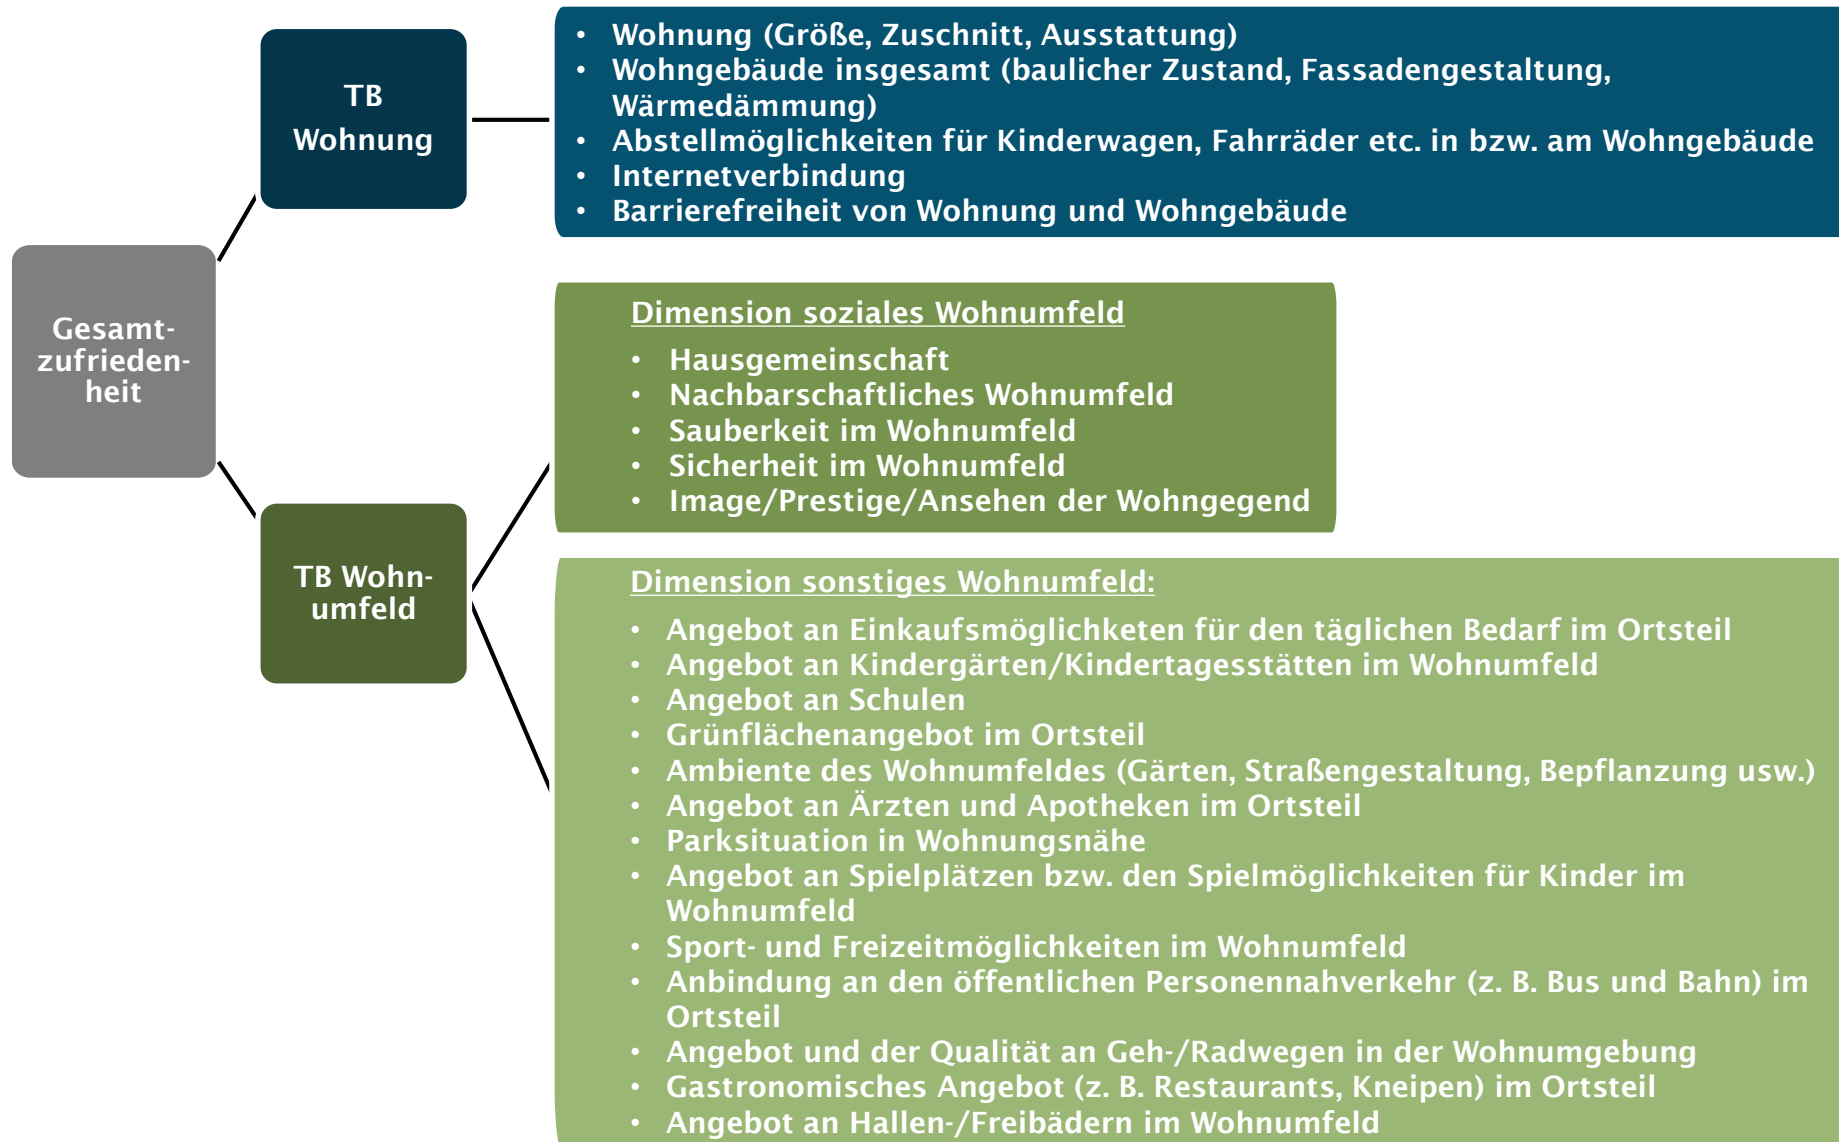 TB
Wohnung
• Wohnung (Größe, Zuschnitt, Ausstattung)
• Wohngebäude insgesamt (baulicher Zustand, Fassadengestaltung,
Wärmedämmung)
• Abstellmöglichkeiten für Kinderwagen, Fahrräder etc. in bzw. am Wohngebäude
• Internetverbindung
• Barrierefreiheit von Wohnung und Wohngebäude
Gesamt-
zufrieden-
heit
TB Wohn-
umfeld
Dimension soziales Wohnumfeld
• Hausgemeinschaft
• Nachbarschaftliches Wohnumfeld
• Sauberkeit im Wohnumfeld
• Sicherheit im Wohnumfeld
• Image/Prestige/Ansehen der Wohngegend
Dimension sonstiges Wohnumfeld:
• Angebot an Einkaufsmöglichketen für den täglichen Bedarf im Ortsteil
• Angebot an Kindergärten/Kindertagesstätten im Wohnumfeld
• Angebot an Schulen
• Grünflächenangebot im Ortsteil
• Ambiente des Wohnumfeldes (Gärten, Straßengestaltung, Bepflanzung usw.)
• Angebot an Ärzten und Apotheken im Ortsteil
• Parksituation in Wohnungsnähe
• Angebot an Spielplätzen bzw. den Spielmöglichkeiten für Kinder im
Wohnumfeld
• Sport- und Freizeitmöglichkeiten im Wohnumfeld
• Anbindung an den öffentlichen Personennahverkehr (z. B. Bus und Bahn) im
Ortsteil
• Angebot und der Qualität an Geh-/Radwegen in der Wohnumgebung
• Gastronomisches Angebot (z. B. Restaurants, Kneipen) im Ortsteil
• Angebot an Hallen-/Freibädern im Wohnumfeld